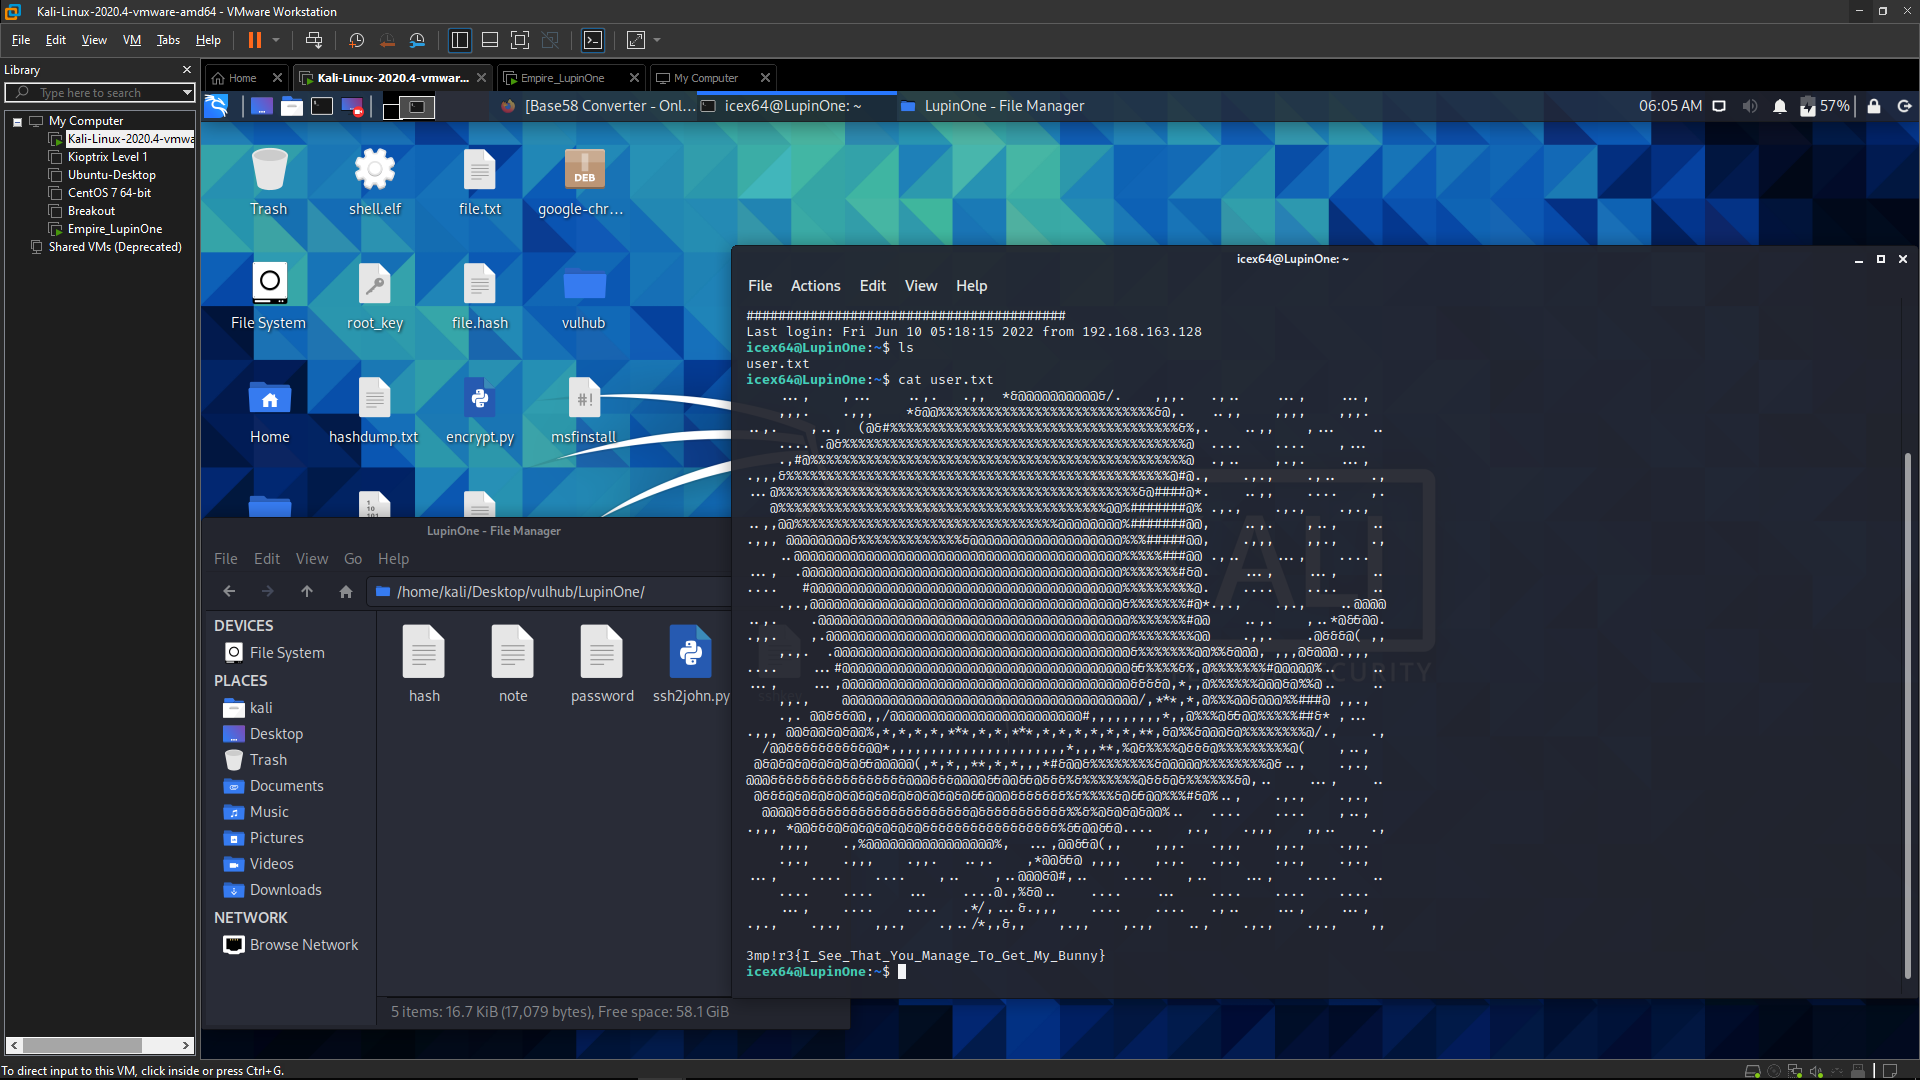 Kali-Linux-2020.4-vmware-amd64 - VMware Workstation
File Edit View VM Tabs Help
Library
Type here to search
My Computer
Kali-Linux-2020.4-vmwa
Kioptrix Level 1
Ubuntu-Desktop
CentOS 7 64-bit
Breakout
Empire_LupinOne
Shared VMs (Deprecated)
Home
Kali-Linux-2020.4-vmwar...
Empire_LupinOne
My Computer
[Base58 Converter - Onl...
icex64@LupinOne: ~
LupinOne - File Manager
06:05 AM
57%
Trash
shell.elf
file.txt
DEB
google-chr...
File System
root_key
file.hash
vulhub
Home
hashdump.txt
encrypt.py
#!
msfinstall
LupinOne - File Manager
File Edit View Go Help
/home/kali/Desktop/vulhub/LupinOne/
DEVICES
File System
PLACES
kali
Desktop
Trash
Documents
Music
Pictures
Videos
Downloads
NETWORK
Browse Network
hash
note
password
ssh2john.py
5 items: 16.7 KiB (17,079 bytes), Free space: 58.1 GiB
icex64@LupinOne: ~
File Actions Edit View Help
########################################
Last login: Fri Jun 10 05:18:15 2022 from 192.168.163.128
icex64@LupinOne:~$ ls
user.txt
icex64@LupinOne:~$ cat user.txt
3mp!r3{I_See_That_You_Manage_To_Get_My_Bunny}
icex64@LupinOne:~$
To direct input to this VM, click inside or press Ctrl+G.